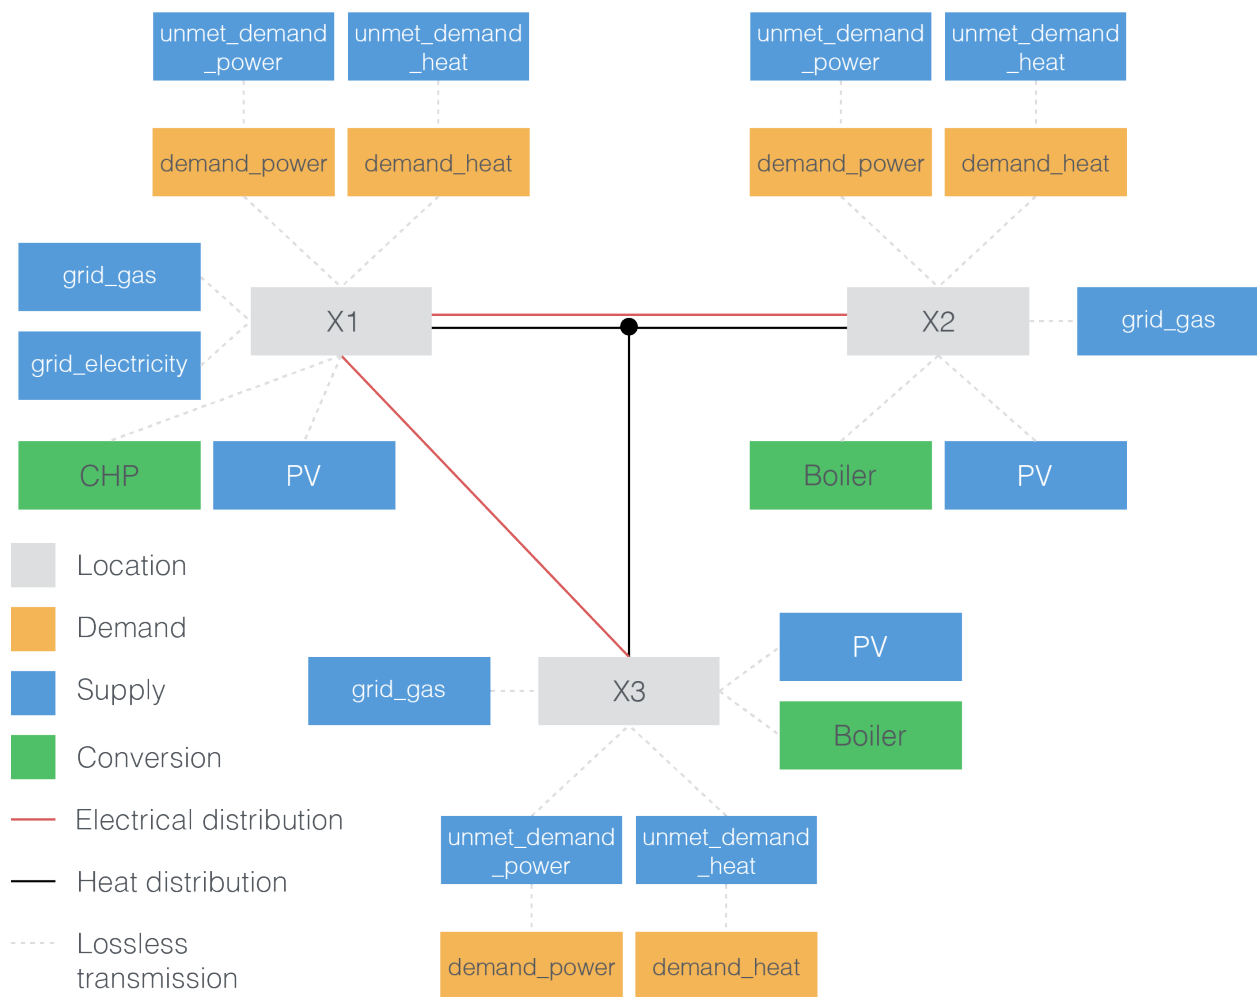 unmet_demand
_power
unmet_demand
_heat
unmet_demand
_power
unmet_demand
_heat
demand_power
demand_heat
demand_power
demand_heat
grid_gas
X1
X2
grid_gas
grid_electricity
CHP
PV
Boiler
PV
Location
Demand
Supply
Conversion
Electrical distribution
Heat distribution
Lossless
transmission
PV
grid_gas
X3
Boiler
unmet_demand
_power
unmet_demand
_heat
demand_power
demand_heat